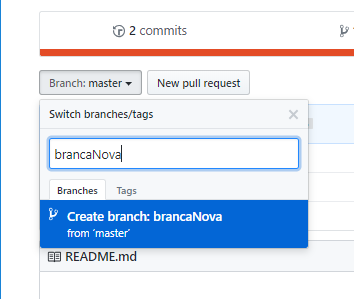 2 commits
Branch: master
New pull request
Switch branches/tags
brancaNova
Branches
Tags
Create branch: brancaNova
from 'master'
README.md